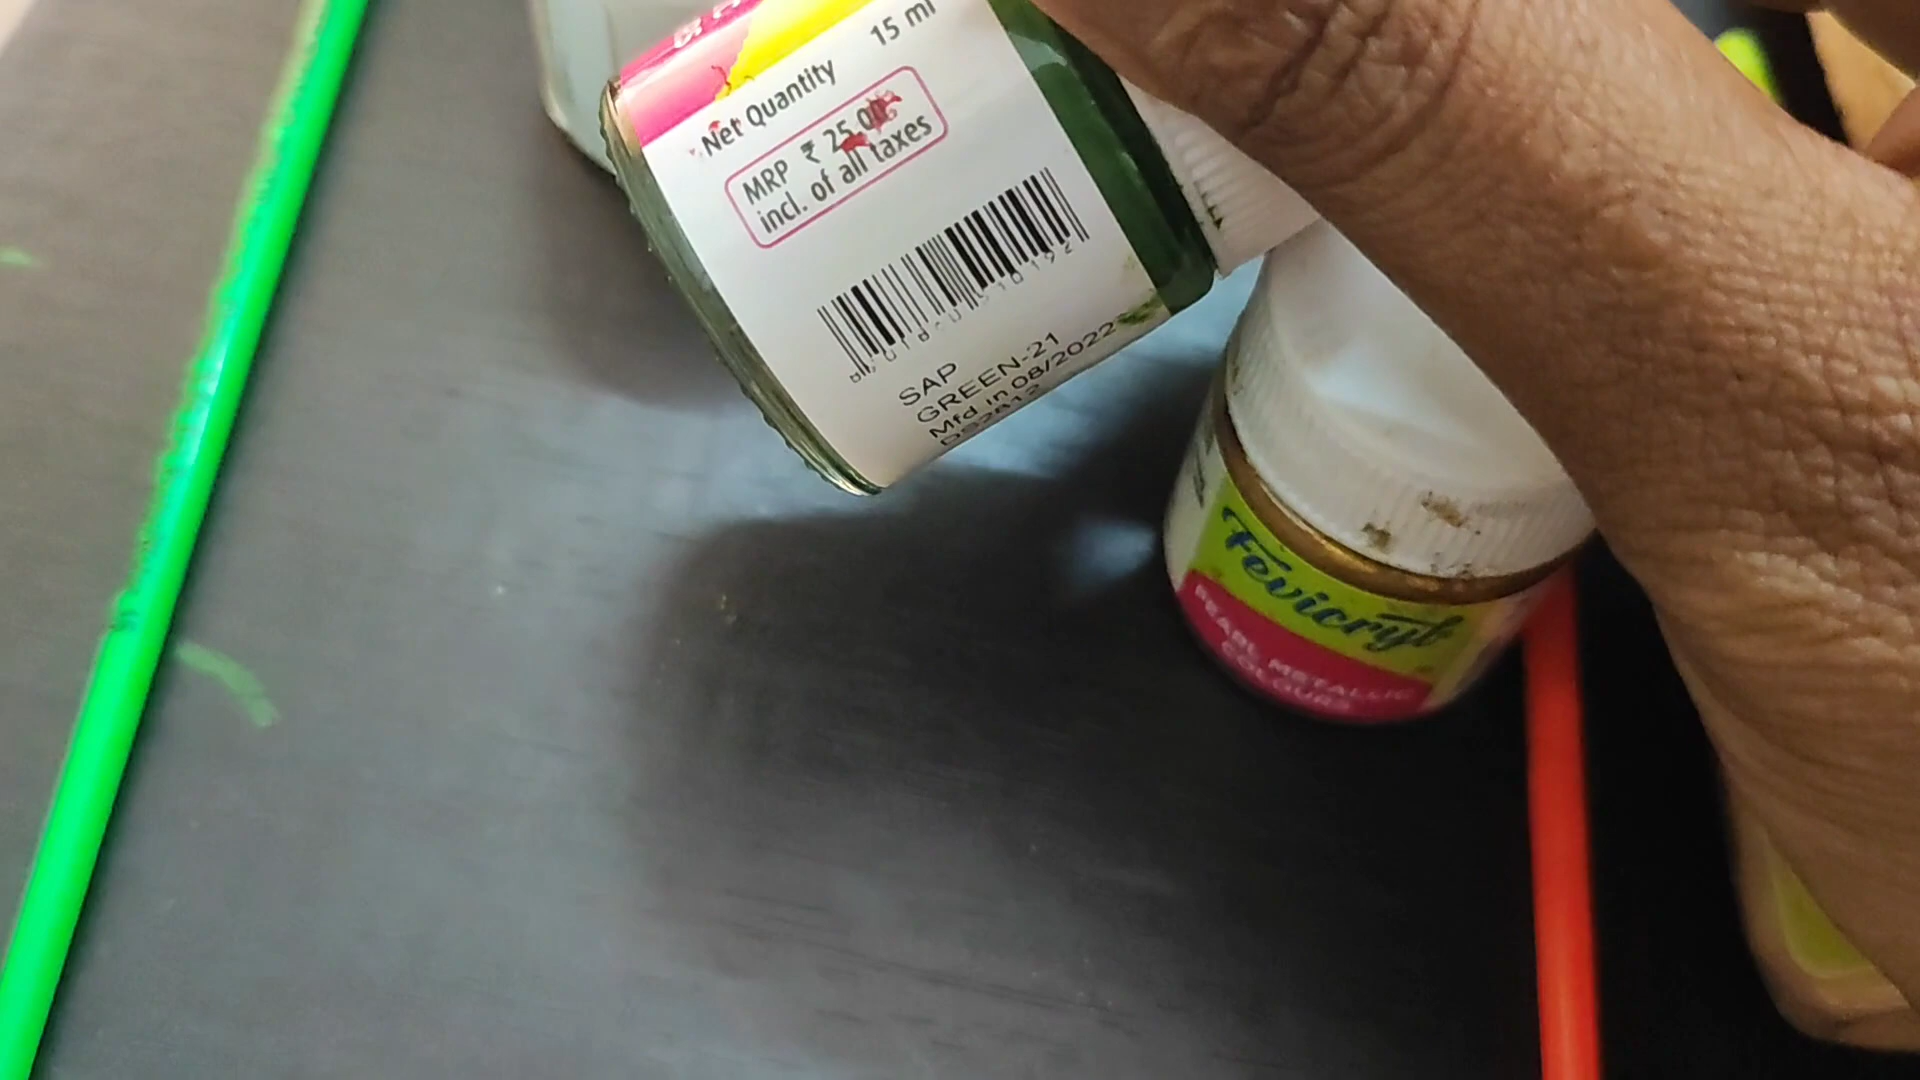 Net Quantity 15 ml
MRP ₹ 25.00
incl. of all taxes
SAP
GREEN-21
Mfd in 08/2022
Fevicryl
PEARL METALLIC
COLOURS